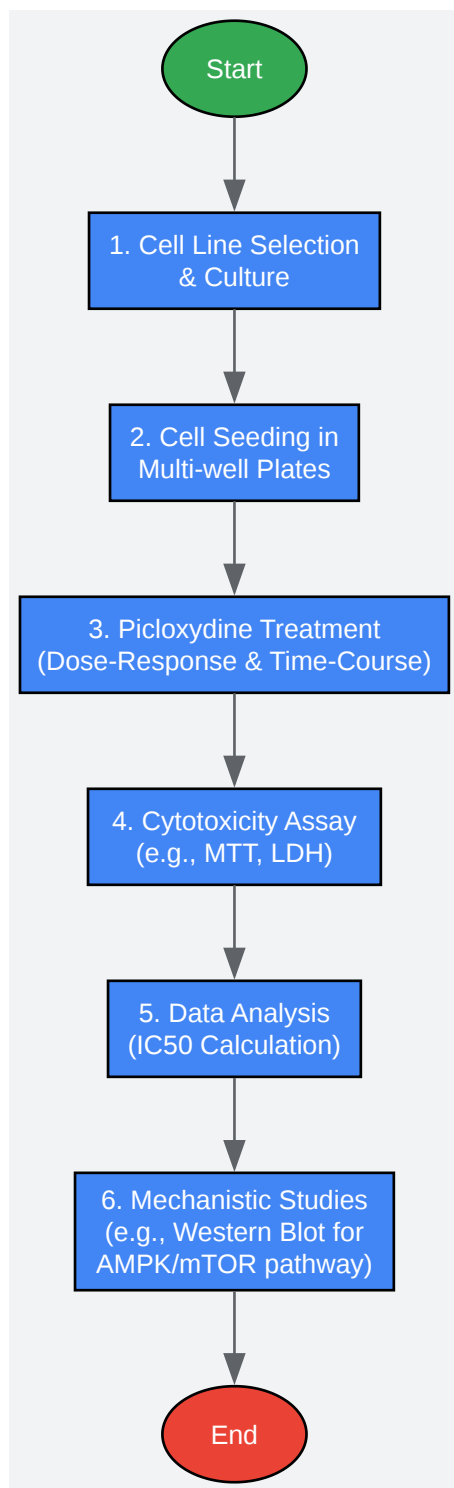 Start
1. Cell Line Selection
& Culture
2. Cell Seeding in
Multi-well Plates
3. Picloxydine Treatment
(Dose-Response & Time-Course)
4. Cytotoxicity Assay
(e.g., MTT, LDH)
5. Data Analysis
(IC50 Calculation)
6. Mechanistic Studies
(e.g., Western Blot for
AMPK/mTOR pathway)
End